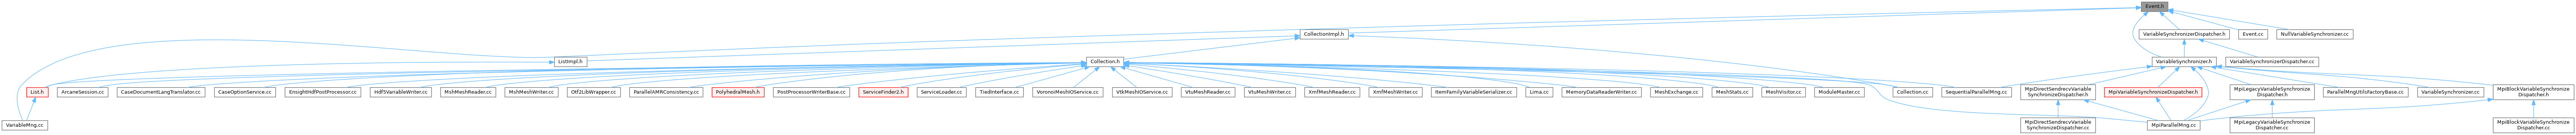 Event.h
CollectionImpl.h
VariableSynchronizerDispatcher.h
Event.cc
NullVariableSynchronizer.cc
ListImpl.h
Collection.h
VariableSynchronizer.h
VariableSynchronizerDispatcher.cc
List.h
ArcaneSession.cc
CaseDocumentLangTranslator.cc
CaseOptionService.cc
EnsightHdfPostProcessor.cc
Hdf5VariableWriter.cc
MshMeshReader.cc
MshMeshWriter.cc
Otf2LibWrapper.cc
ParallelAMRConsistency.cc
PolyhedralMesh.h
PostProcessorWriterBase.cc
ServiceFinder2.h
ServiceLoader.cc
TiedInterface.cc
VoronoiMeshIOService.cc
VtkMeshIOService.cc
VtuMeshReader.cc
VtuMeshWriter.cc
XmfMeshReader.cc
XmfMeshWriter.cc
ItemFamilyVariableSerializer.cc
Lima.cc
MemoryDataReaderWriter.cc
MeshExchange.cc
MeshStats.cc
MeshVisitor.cc
ModuleMaster.cc
Collection.cc
SequentialParallelMng.cc
MpiDirectSendrecvVariable
SynchronizeDispatcher.h
MpiVariableSynchronizeDispatcher.h
MpiLegacyVariableSynchronize
Dispatcher.h
ParallelMngUtilsFactoryBase.cc
VariableSynchronizer.cc
MpiBlockVariableSynchronize
Dispatcher.h
VariableMng.cc
MpiDirectSendrecvVariable
SynchronizeDispatcher.cc
MpiParallelMng.cc
MpiLegacyVariableSynchronize
Dispatcher.cc
MpiBlockVariableSynchronize
Dispatcher.cc